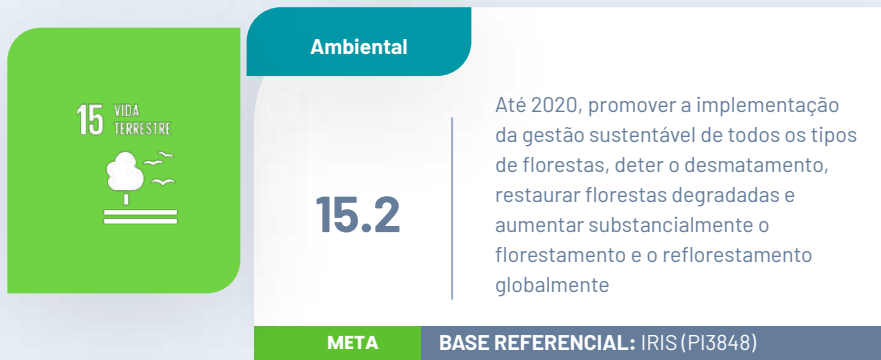 Ambiental
15 VIDA
TERRESTRE
15.2
Até 2020, promover a implementação
da gestão sustentável de todos os tipos
de florestas, deter o desmatamento,
restaurar florestas degradadas e
aumentar substancialmente o
florestamento e o reflorestamento
globalmente
META
BASE REFERENCIAL: IRIS (PI3848)